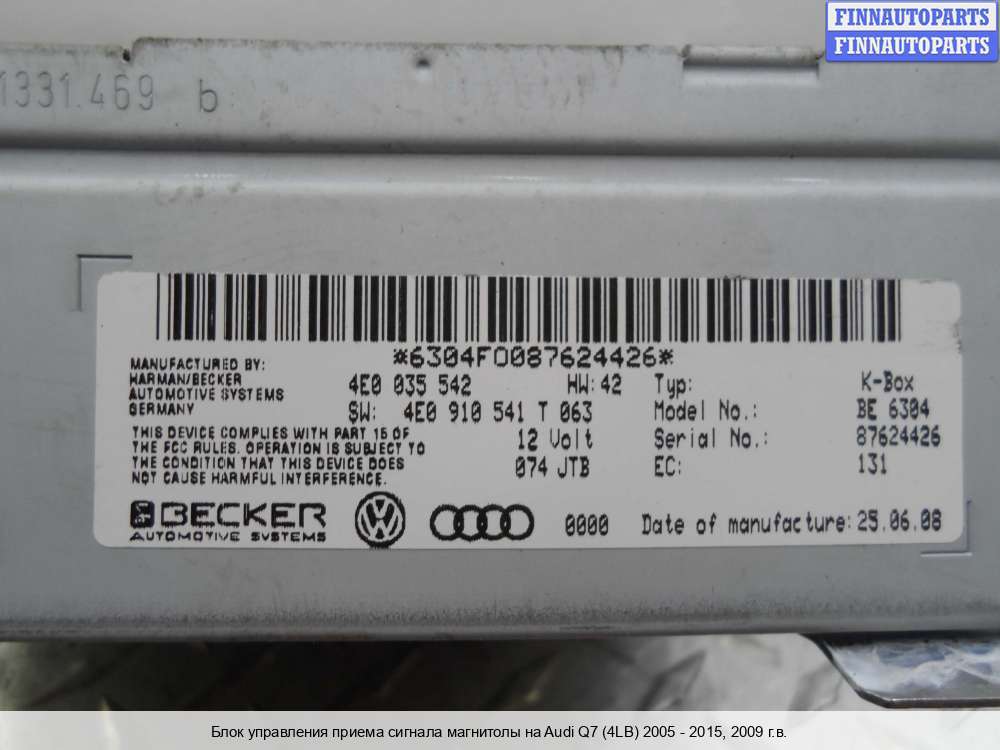 FINNAUTOPARTS
FINNAUTOPARTS
1331.469 b
*6304F0087624426*
MANUFACTURED BY:
HARMAN/BECKER
AUTOMOTIVE SYSTEMS
GERMANY
4E0 035 542 HW: 42
SW: 4E0 910 541 T 063
12 Volt
074 JTB
THIS DEVICE COMPLIES WITH PART 15 OF
THE FCC RULES. OPERATION IS SUBJECT TO
THE CONDITION THAT THIS DEVICE DOES
NOT CAUSE HARMFUL INTERFERENCE.
Typ: K-Box
Model No.: BE 6304
Serial No.: 87624426
EC: 131
BECKER
AUTOMOTIVE SYSTEMS
0000 Date of manufacture: 25.06.08
Блок управления приема сигнала магнитолы на Audi Q7 (4LB) 2005 - 2015, 2009 г.в.